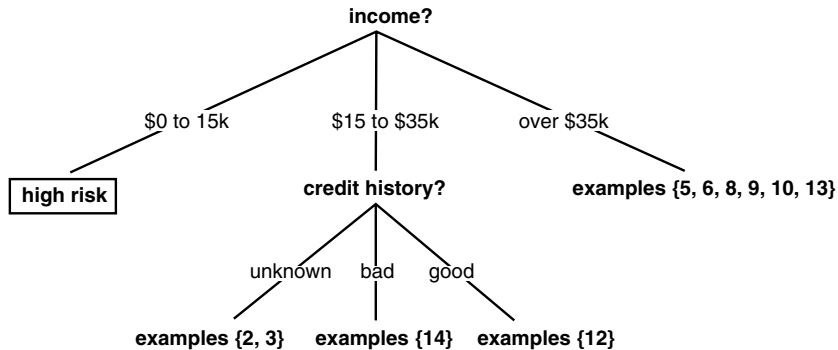 income?
$0 to 15k
$15 to $35k
over $35k
high risk
credit history?
examples {5, 6, 8, 9, 10, 13}
unknown
bad
good
examples {2, 3}
examples {14}
examples {12}